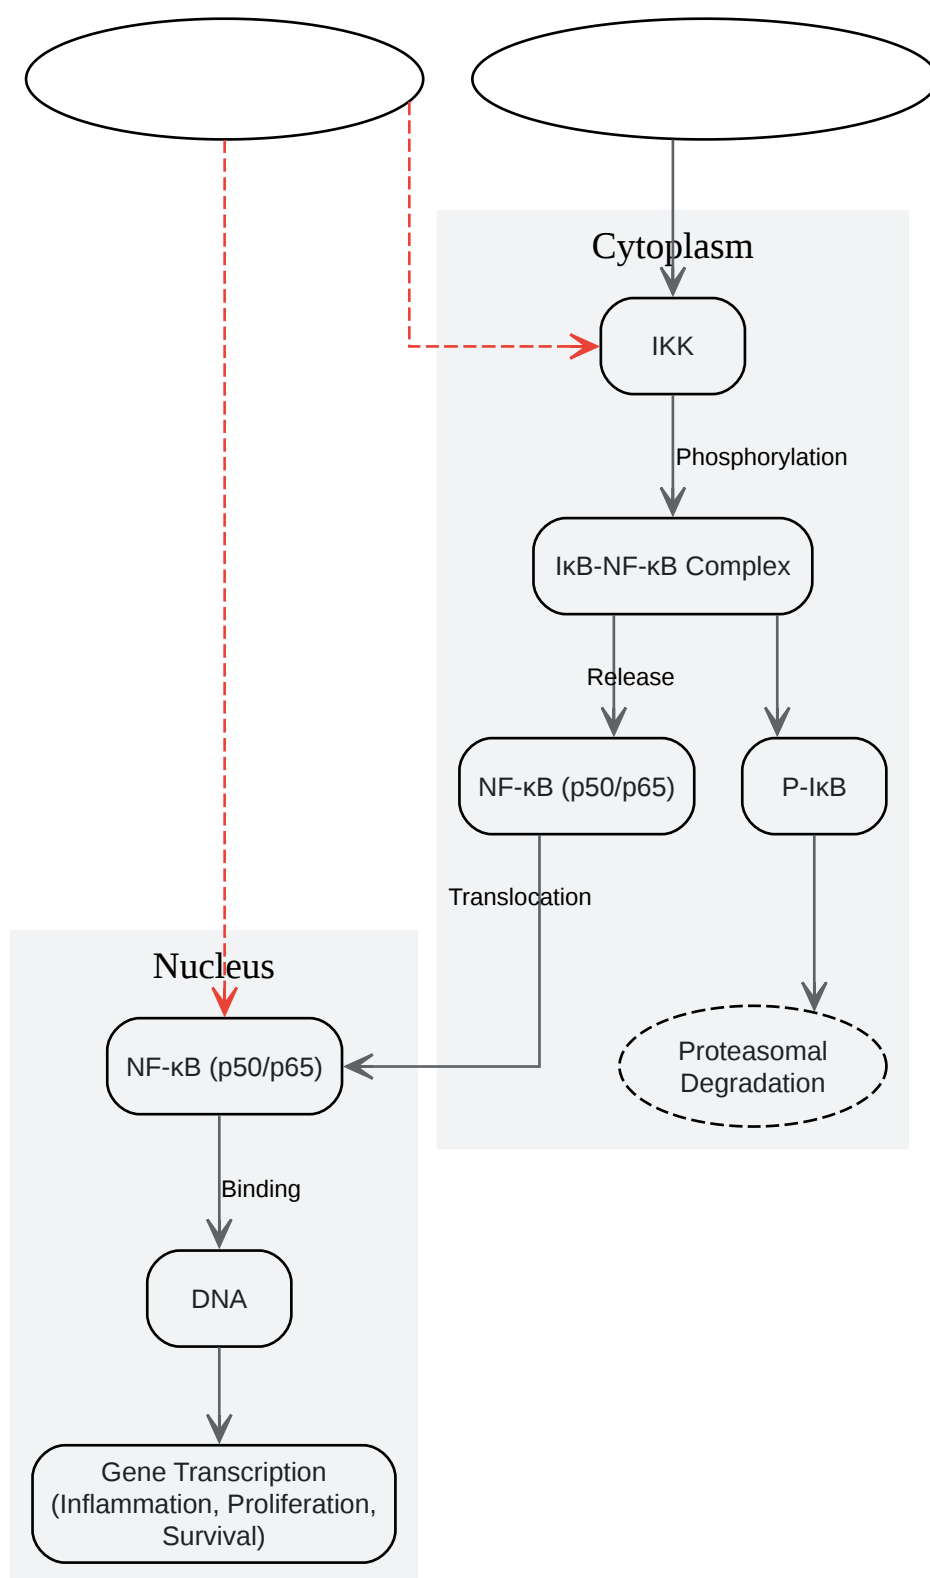 Cytoplasm
IKK
Phosphorylation
IκB-NF-κB Complex
Release
NF-κB (p50/p65)
P-IκB
Translocation
Nucleus
NF-κB (p50/p65)
Proteasomal
Degradation
Binding
DNA
Gene Transcription
(Inflammation, Proliferation,
Survival)